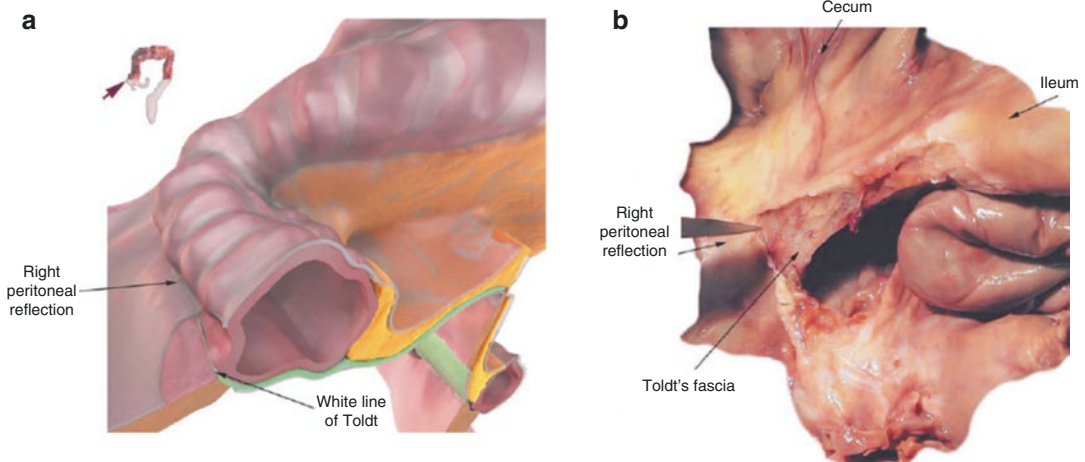 a
Right
peritoneal
reflection
White line
of Toldt
b
Cecum
Ileum
Right
peritoneal
reflection
Toldt's fascia